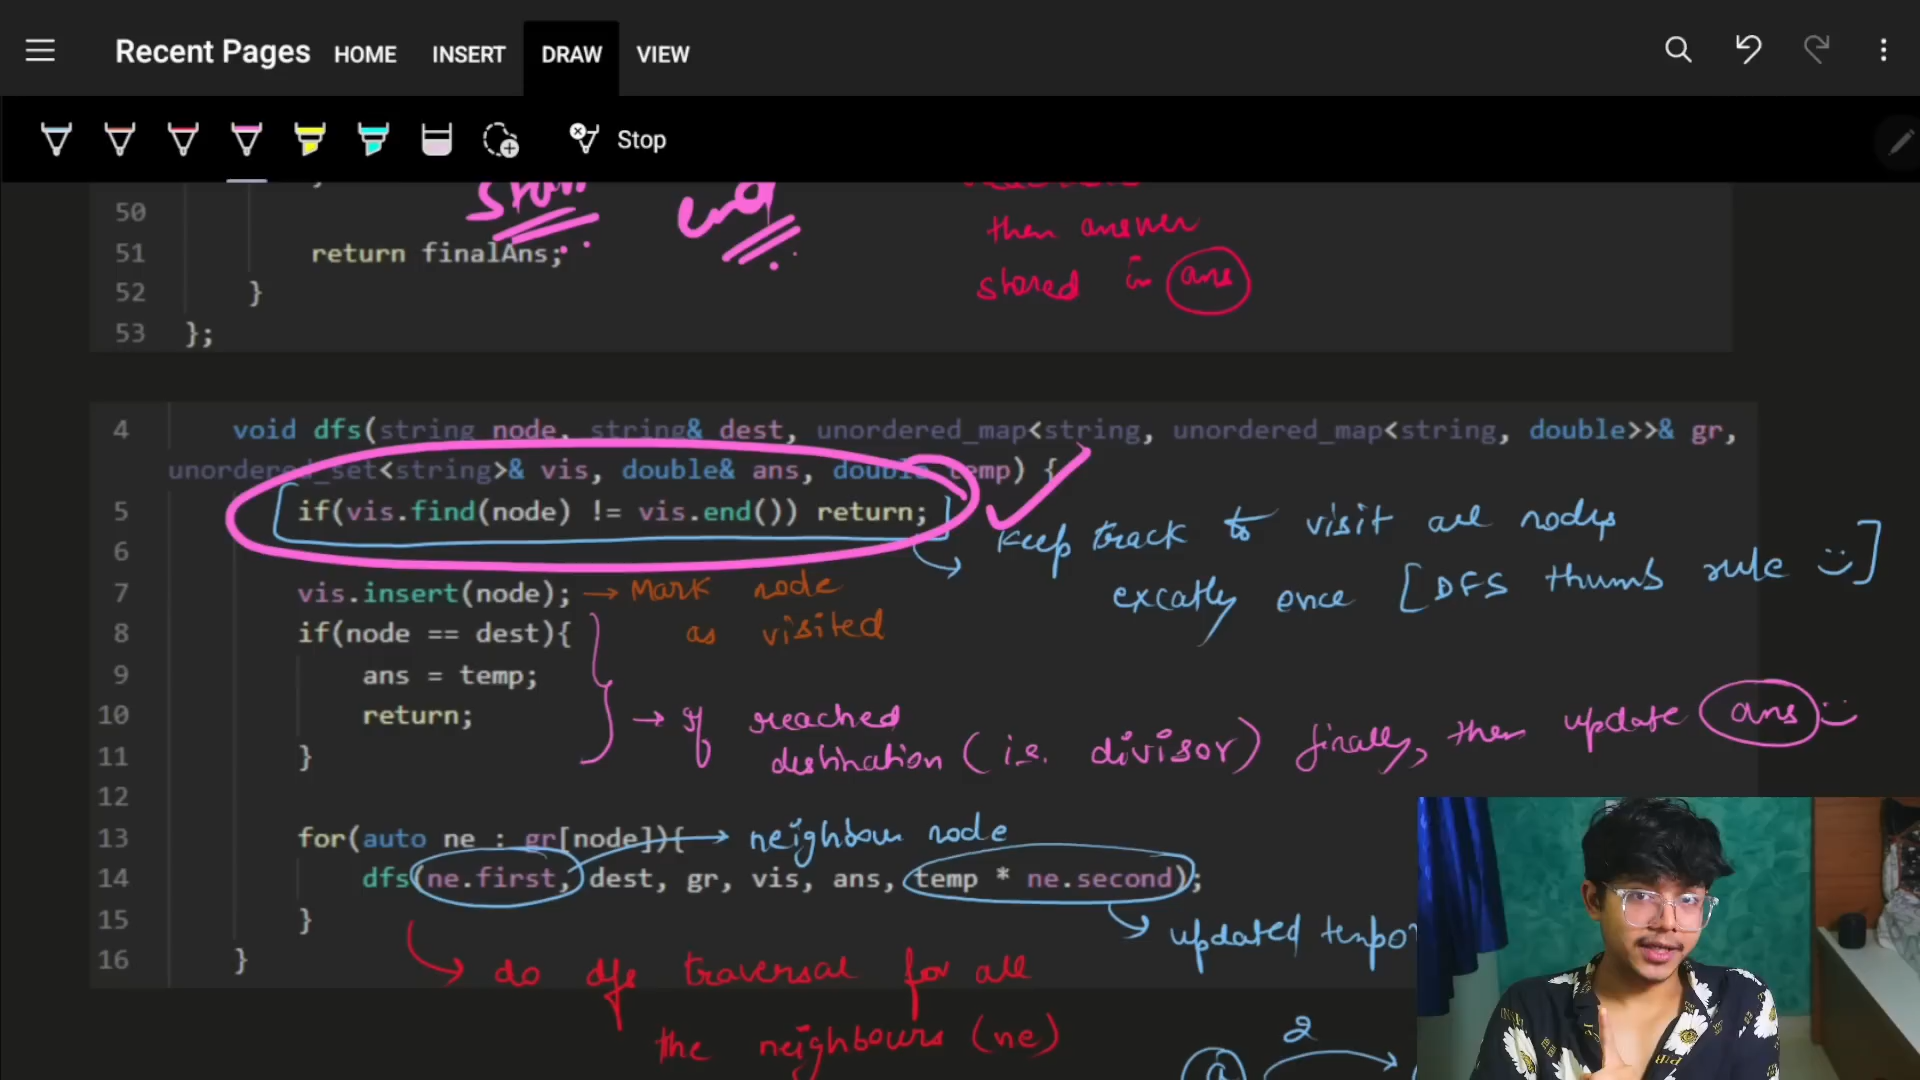 Recent Pages HOME INSERT DRAW VIEW
Stop
50
start end
then answer
51 return finalAns;
stored in ans
52 }
53 };
4 void dfs(string node, string& dest, unordered_map<string, unordered_map<string, double>>& gr,
unordered_set<string>& vis, double& ans, double temp) {
5 if(vis.find(node) != vis.end()) return;
keep track to visit all nodes
6
excatly once [DFS thumb rule :)]
7 vis.insert(node); → Mark node
as visited
8 if(node == dest){
9 ans = temp;
10 return;
→ if reached
destination (i.e. divisor) finally, then update ans :)
11 }
12
13 for(auto ne : gr[node]){ → neighbour node
14 dfs(ne.first, dest, gr, vis, ans, temp * ne.second);
15 }
updated tempor
16 }
do dfs traversal for all
the neighbours (ne)
2
a